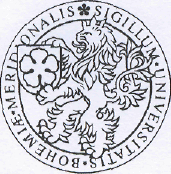 SIGILLUM · UNIVERSITATIS · BOHEMIÆ MERIDIONALIS